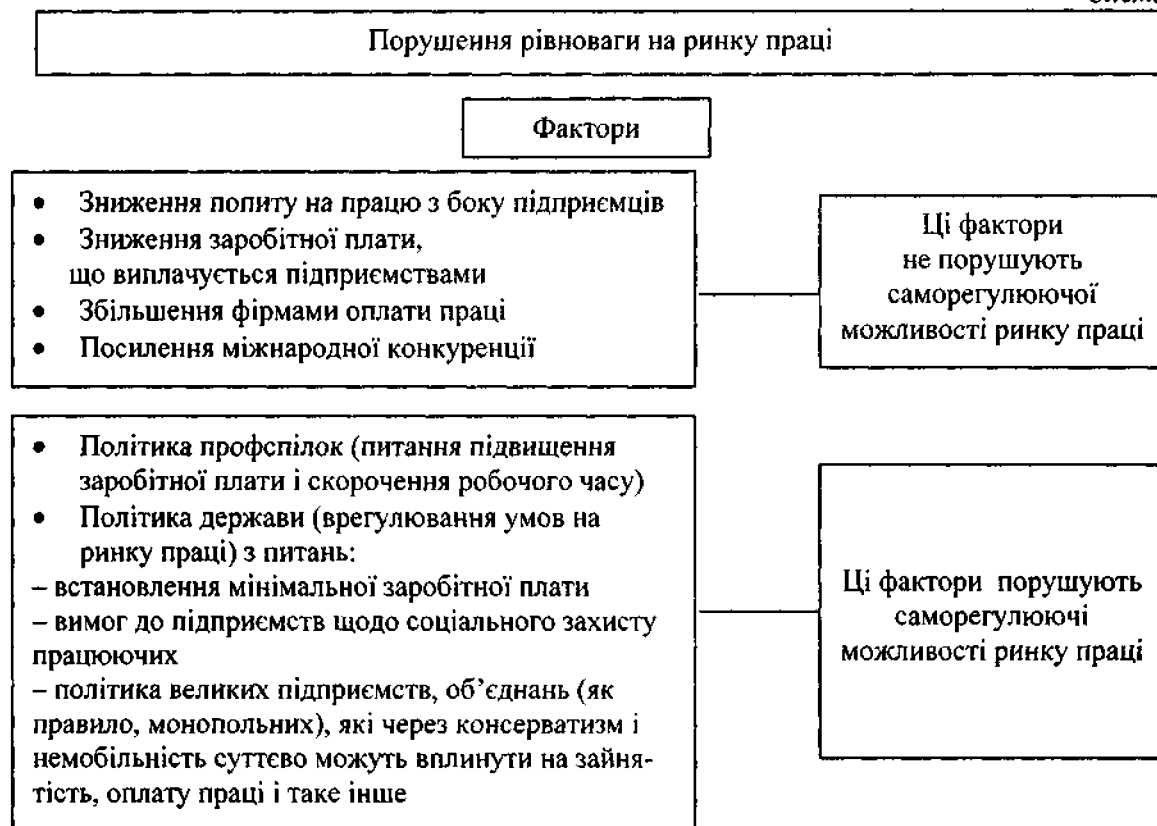 Порушення рівноваги на ринку праці
Фактори
• Зниження попиту на працю з боку підприємців
• Зниження заробітної плати,
що виплачується підприємствами
• Збільшення фірмами оплати праці
• Посилення міжнародної конкуренції
Ці фактори
не порушують
саморегулюючої
можливості ринку праці
• Політика профспілок (питання підвищення
заробітної плати і скорочення робочого часу)
• Політика держави (врегулювання умов на
ринку праці) з питань:
– встановлення мінімальної заробітної плати
– вимог до підприємств щодо соціального захисту
працюючих
– політика великих підприємств, об’єднань (як
правило, монопольних), які через консерватизм і
немобільність суттєво можуть вплинути на зайня-
тість, оплату праці і таке інше
Ці фактори порушують
саморегулюючі
можливості ринку праці